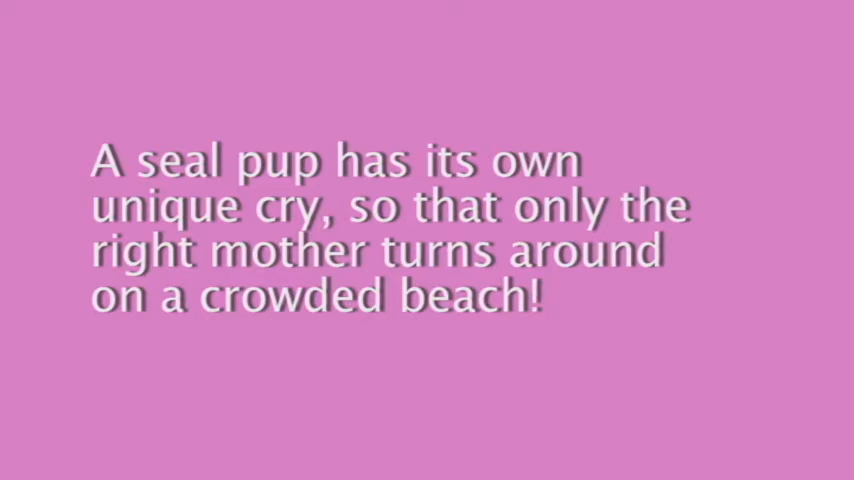 A seal pup has its own
unique cry, so that only the
right mother turns around
on a crowded beach!